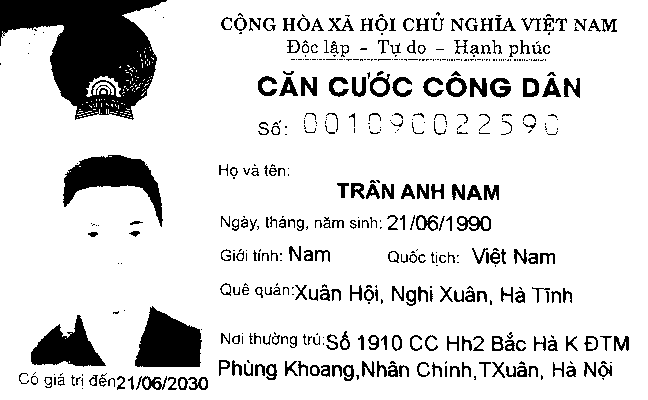 CỘNG HÒA XÃ HỘI CHỦ NGHĨA VIỆT NAM
Độc lập - Tự do - Hạnh phúc
CĂN CƯỚC CÔNG DÂN
Số: 001090022590
Họ và tên:
TRẦN ANH NAM
Ngày, tháng, năm sinh: 21/06/1990
Giới tính: Nam Quốc tịch: Việt Nam
Quê quán:Xuân Hội, Nghi Xuân, Hà Tĩnh
Nơi thường trú:Số 1910 CC Hh2 Bắc Hà K ĐTM
Phùng Khoang,Nhân Chính,TXuân, Hà Nội
Có giá trị đến21/06/2030